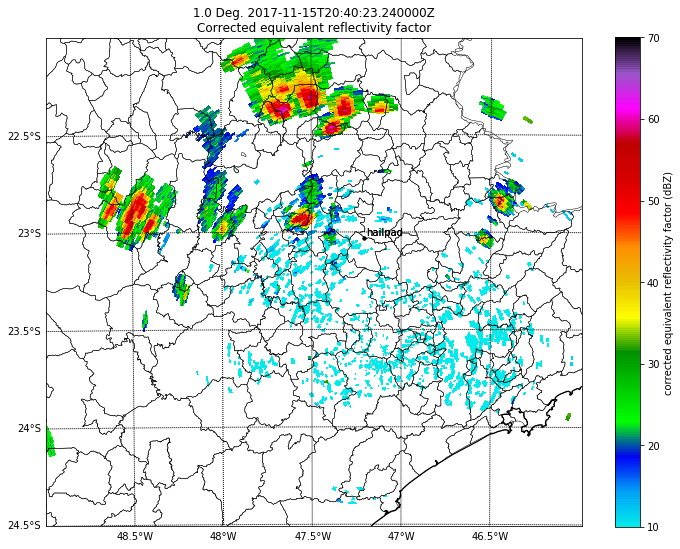 1.0 Deg. 2017-11-15T20:40:23.240000Z
Corrected equivalent reflectivity factor
70
60
50
40
30
20
10
corrected equivalent reflectivity factor (dBZ)
22.5°S
23°S
23.5°S
24°S
24.5°S
hailpad
48.5°W
48°W
47.5°W
47°W
46.5°W